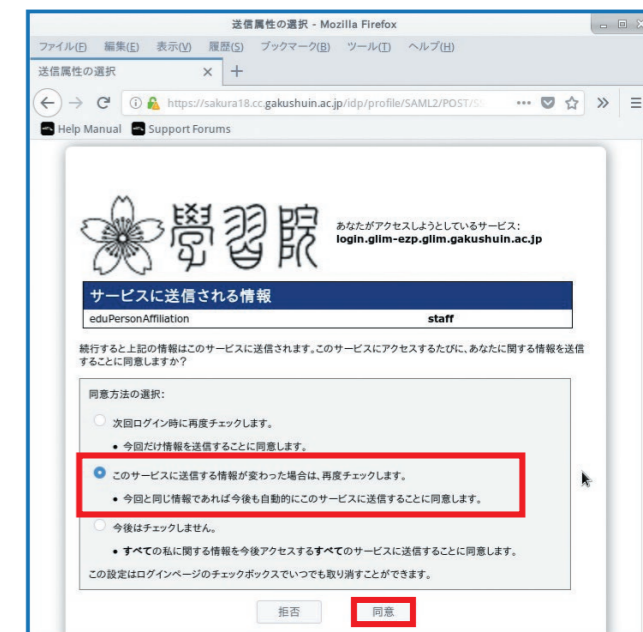 送信属性の選択 - Mozilla Firefox
ファイル(F) 編集(E) 表示(V) 履歴(S) ブックマーク(B) ツール(T) ヘルプ(H)
送信属性の選択 × +
https://sakura18.cc.gakushuin.ac.jp/idp/profile/SAML2/POST/
Help Manual Support Forums
學習院
あなたがアクセスしようとしているサービス:
login.glim-ezp.glim.gakushuin.ac.jp
サービスに送信される情報
eduPersonAffiliation staff
続行すると上記の情報はこのサービスに送信されます。このサービスにアクセスするたびに、あなたに関する情報を送信
することに同意しますか?
同意方法の選択:
次回ログイン時に再度チェックします。
• 今回だけ情報を送信することに同意します。
このサービスに送信する情報が変わった場合は、再度チェックします。
• 今回と同じ情報であれば今後も自動的にこのサービスに送信することに同意します。
今後はチェックしません。
• すべての私に関する情報を今後アクセスするすべてのサービスに送信することに同意します。
この設定はログインページのチェックボックスでいつでも取り消すことができます。
拒否 同意